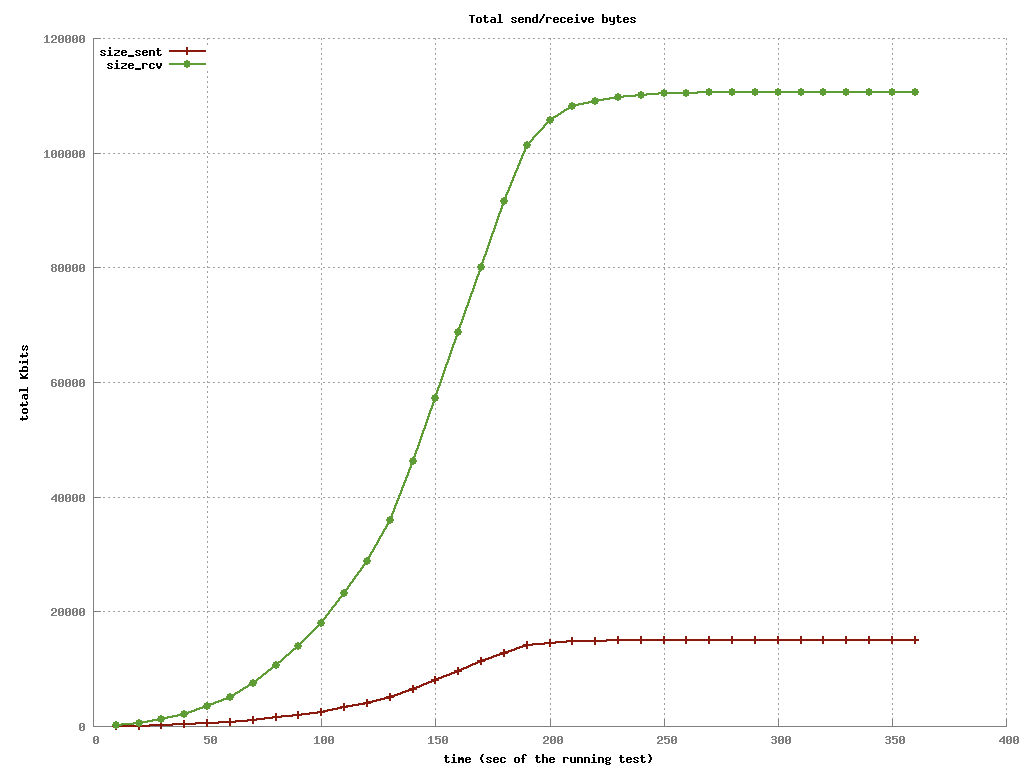 Total send/receive bytes
120000
size_sent
size_rcv
100000
80000
60000
total Kbits
40000
20000
0
0 50 100 150 200 250 300 350 400
time (sec of the running test)